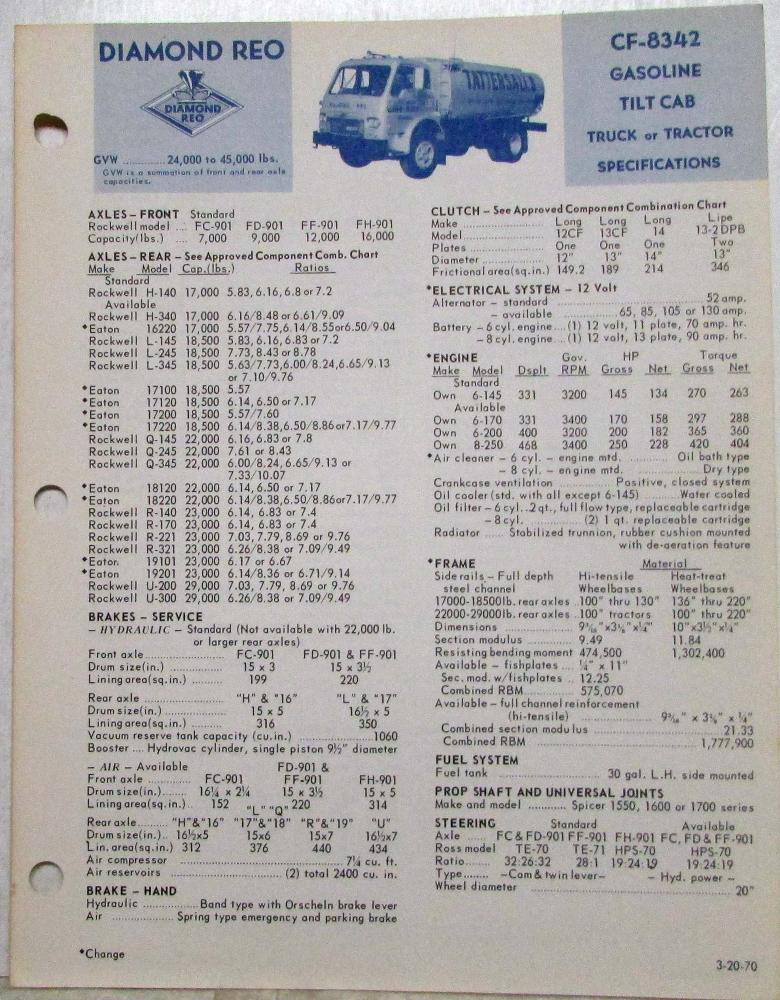 DIAMOND REO
DIAMOND
REO
GVW ............ 24,000 to 45,000 lbs.
GVW is a summation of front and rear axle
capacities.
TATTERSALL'S
CF-8342
GASOLINE
TILT CAB
TRUCK or TRACTOR
SPECIFICATIONS
AXLES – FRONT Standard
Rockwell model ... FC-901 FD-901 FF-901 FH-901
Capacity(lbs.) .... 7,000 9,000 12,000 16,000
AXLES – REAR – See Approved Component Comb. Chart
Make Model Cap.(lbs.) Ratios
Standard
Rockwell H-140 17,000 5.83, 6.16, 6.8 or 7.2
Available
Rockwell H-340 17,000 6.16/8.48 or 6.61/9.09
*Eaton 16220 17,000 5.57/7.75, 6.14/8.55 or 6.50/9.04
Rockwell L-145 18,500 5.83, 6.16, 6.83 or 7.2
Rockwell L-245 18,500 7.73, 8.43 or 8.78
Rockwell L-345 18,500 5.63/7.73, 6.00/8.24, 6.65/9.13
or 7.10/9.76
*Eaton 17100 18,500 5.57
*Eaton 17120 18,500 6.14, 6.50 or 7.17
*Eaton 17200 18,500 5.57/7.60
*Eaton 17220 18,500 6.14/8.38, 6.50/8.86 or 7.17/9.77
Rockwell Q-145 22,000 6.16, 6.83 or 7.8
Rockwell Q-245 22,000 7.61 or 8.43
Rockwell Q-345 22,000 6.00/8.24, 6.65/9.13 or
7.33/10.07
*Eaton 18120 22,000 6.14, 6.50 or 7.17
*Eaton 18220 22,000 6.14/8.38, 6.50/8.86 or 7.17/9.77
Rockwell R-140 23,000 6.14, 6.83 or 7.4
Rockwell R-170 23,000 6.14, 6.83 or 7.4
Rockwell R-221 23,000 7.03, 7.79, 8.69 or 9.76
Rockwell R-321 23,000 6.26/8.38 or 7.09/9.49
*Eaton 19101 23,000 6.17 or 6.67
*Eaton 19201 23,000 6.14/8.36 or 6.71/9.14
Rockwell U-200 29,000 7.03, 7.79, 8.69 or 9.76
Rockwell U-300 29,000 6.26/8.38 or 7.09/9.49
BRAKES – SERVICE
– HYDRAULIC – Standard (Not available with 22,000 lb.
or larger rear axles)
Front axle............... FC-901 FD-901 & FF-901
Drum size(in.) ........... 15 x 3 15 x 3½
Lining area(sq.in.) ....... 199 220
Rear axle ................ "H" & "16" "L" & "17"
Drum size(in.) ........... 15 x 5 16½ x 5
Lining area(sq.in.) ........ 316 350
Vacuum reserve tank capacity (cu.in.) .............. 1060
Booster .... Hydrovac cylinder, single piston 9½" diameter
– AIR – Available FD-901 &
Front axle .......... FC-901 FF-901 FH-901
Drum size(in.)...... 16¼ x 2¼ 15 x 3½ 15 x 5
Lining area(sq.in.).. 152 220 314
"L" "Q"
Rear axle ....... "H"&"16" "17"&"18" "R"&"19" "U"
Drum size(in.).. 16½x5 15x6 15x7 16½x7
Lin. area(sq.in.) 312 376 440 434
Air compressor ................................ 7¼ cu. ft.
Air reservoirs ..................... (2) total 2400 cu. in.
BRAKE – HAND
Hydraulic ............. Band type with Orscheln brake lever
Air .............. Spring type emergency and parking brake
*Change
CLUTCH – See Approved Component Combination Chart
Make .................... Long Long Long Lipe
Model ................... 12CF 13CF 14 13-2 DPB
Plates .................. One One One Two
Diameter ................ 12" 13" 14" 13"
Frictional area(sq.in.) . 149.2 189 214 346
*ELECTRICAL SYSTEM – 12 Volt
Alternator – standard ................................ 52 amp.
– available ................ 65, 85, 105 or 130 amp.
Battery – 6 cyl. engine....(1) 12 volt, 11 plate, 70 amp. hr.
– 8 cyl. engine....(1) 12 volt, 13 plate, 90 amp. hr.
*ENGINE Gov. HP Torque
Make Model Dsplt RPM Gross Net Gross Net
Standard
Own 6-145 331 3200 145 134 270 263
Available
Own 6-170 331 3400 170 158 297 288
Own 6-200 400 3200 200 182 365 360
Own 8-250 468 3400 250 228 420 404
*Air cleaner – 6 cyl. – engine mtd. ........... Oil bath type
– 8 cyl. – engine mtd. ................ Dry type
Crankcase ventilation .............. Positive, closed system
Oil cooler (std. with all except 6-145) ........ Water cooled
Oil filter – 6 cyl...2 qt., full flow type, replaceable cartridge
– 8 cyl. .............. (2) 1 qt. replaceable cartridge
Radiator ...... Stabilized trunnion, rubber cushion mounted
with de-aeration feature
*FRAME Material
Side rails – Full depth Hi-tensile Heat-treat
steel channel Wheelbases Wheelbases
17000-18500 lb. rear axles ..100" thru 130" 136" thru 220"
22000-29000 lb. rear axles ..100" tractors 100" thru 220"
Dimensions ................ 9⁹⁄₁₆"x3⅛"x¼" 10"x3½"x¼"
Section modulus ........... 9.49 11.84
Resisting bending moment 474,500 1,302,400
Available – fishplates .... ¼" x 11"
Sec. mod. w/fishplates .. 12.25
Combined RBM........... 575,070
Available – full channel reinforcement
(hi-tensile) ............... 9⁹⁄₁₆" x 3⅛" x ¼"
Combined section modulus ........................ 21.33
Combined RBM ............................ 1,777,900
FUEL SYSTEM
Fuel tank ...................... 30 gal. L.H. side mounted
PROP SHAFT AND UNIVERSAL JOINTS
Make and model ........... Spicer 1550, 1600 or 1700 series
STEERING Standard Available
Axle ...... FC & FD-901 FF-901 FH-901 FC, FD & FF-901
Ross model TE-70 TE-71 HPS-70 HPS-70
Ratio....... 32:26:32 28:1 19:24:19 19:24:19
Type....... –Cam & twin lever– – Hyd. power –
Wheel diameter ........................................ 20"
3-20-70